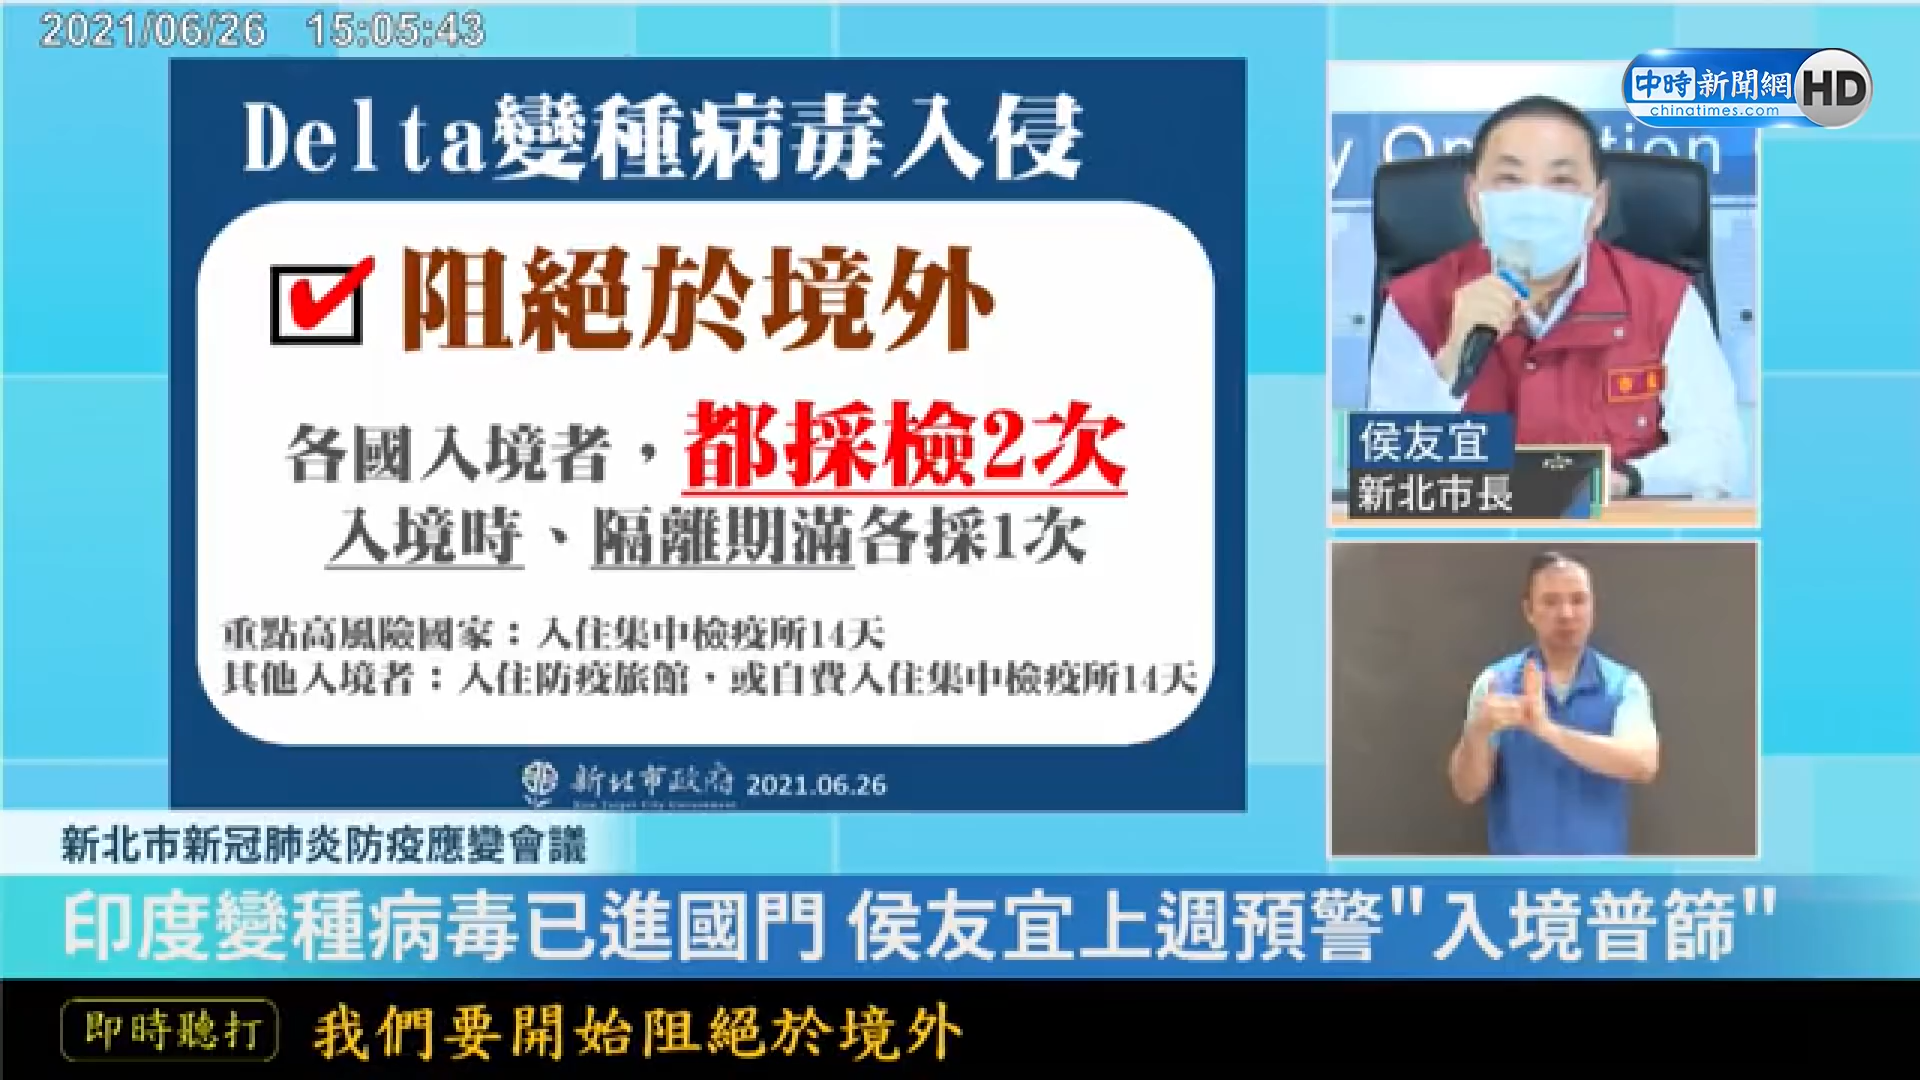 2021/06/26 15:05:43
Delta變種病毒入侵
阻絕於境外
各國入境者，都採檢2次
入境時、隔離期滿各採1次
重點高風險國家：入住集中檢疫所14天
其他入境者：入住防疫旅館，或自費入住集中檢疫所14天
新北市政府 2021.06.26
New Taipei City Government
中時新聞網 HD
chinatimes.com
侯友宜
新北市長
新北市新冠肺炎防疫應變會議
印度變種病毒已進國門 侯友宜上週預警"入境普篩"
即時聽打 我們要開始阻絕於境外